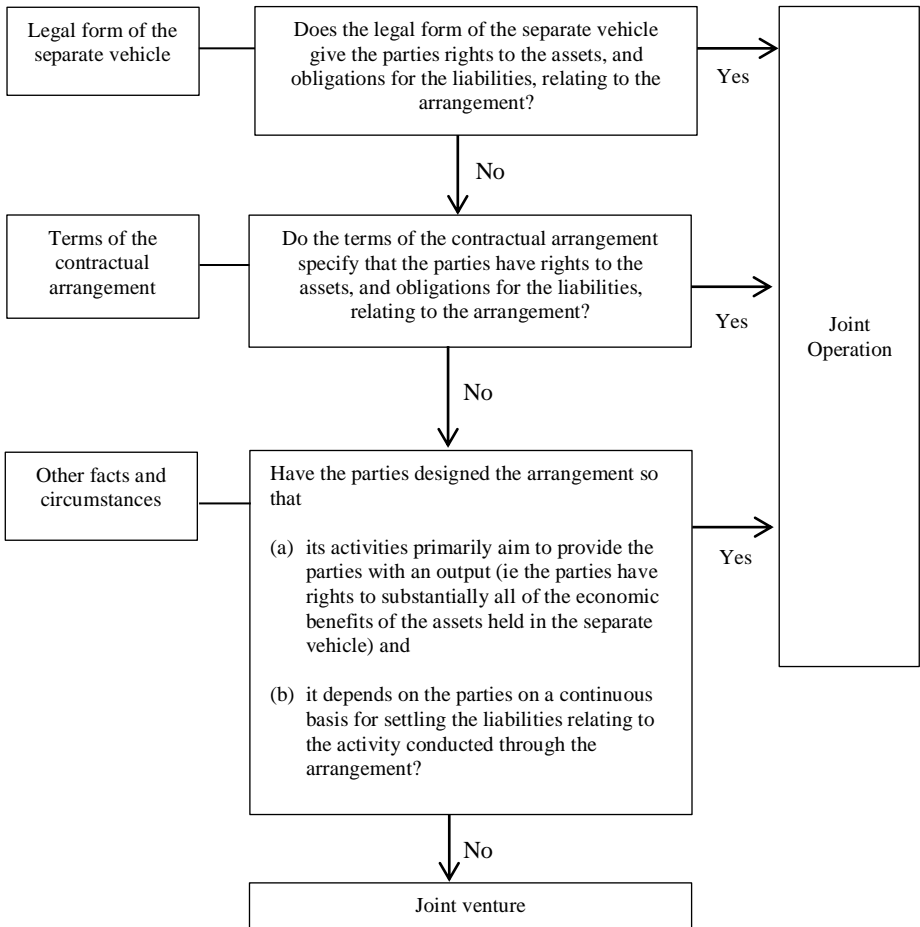 Legal form of the
separate vehicle
Does the legal form of the separate vehicle
give the parties rights to the assets, and
obligations for the liabilities, relating to the
arrangement?
Yes
No
Terms of the
contractual
arrangement
Do the terms of the contractual arrangement
specify that the parties have rights to the
assets, and obligations for the liabilities,
relating to the arrangement?
Yes
Joint
Operation
No
Other facts and
circumstances
Have the parties designed the arrangement so
that
(a) its activities primarily aim to provide the
parties with an output (ie the parties have
rights to substantially all of the economic
benefits of the assets held in the separate
vehicle) and
(b) it depends on the parties on a continuous
basis for settling the liabilities relating to
the activity conducted through the
arrangement?
Yes
No
Joint venture